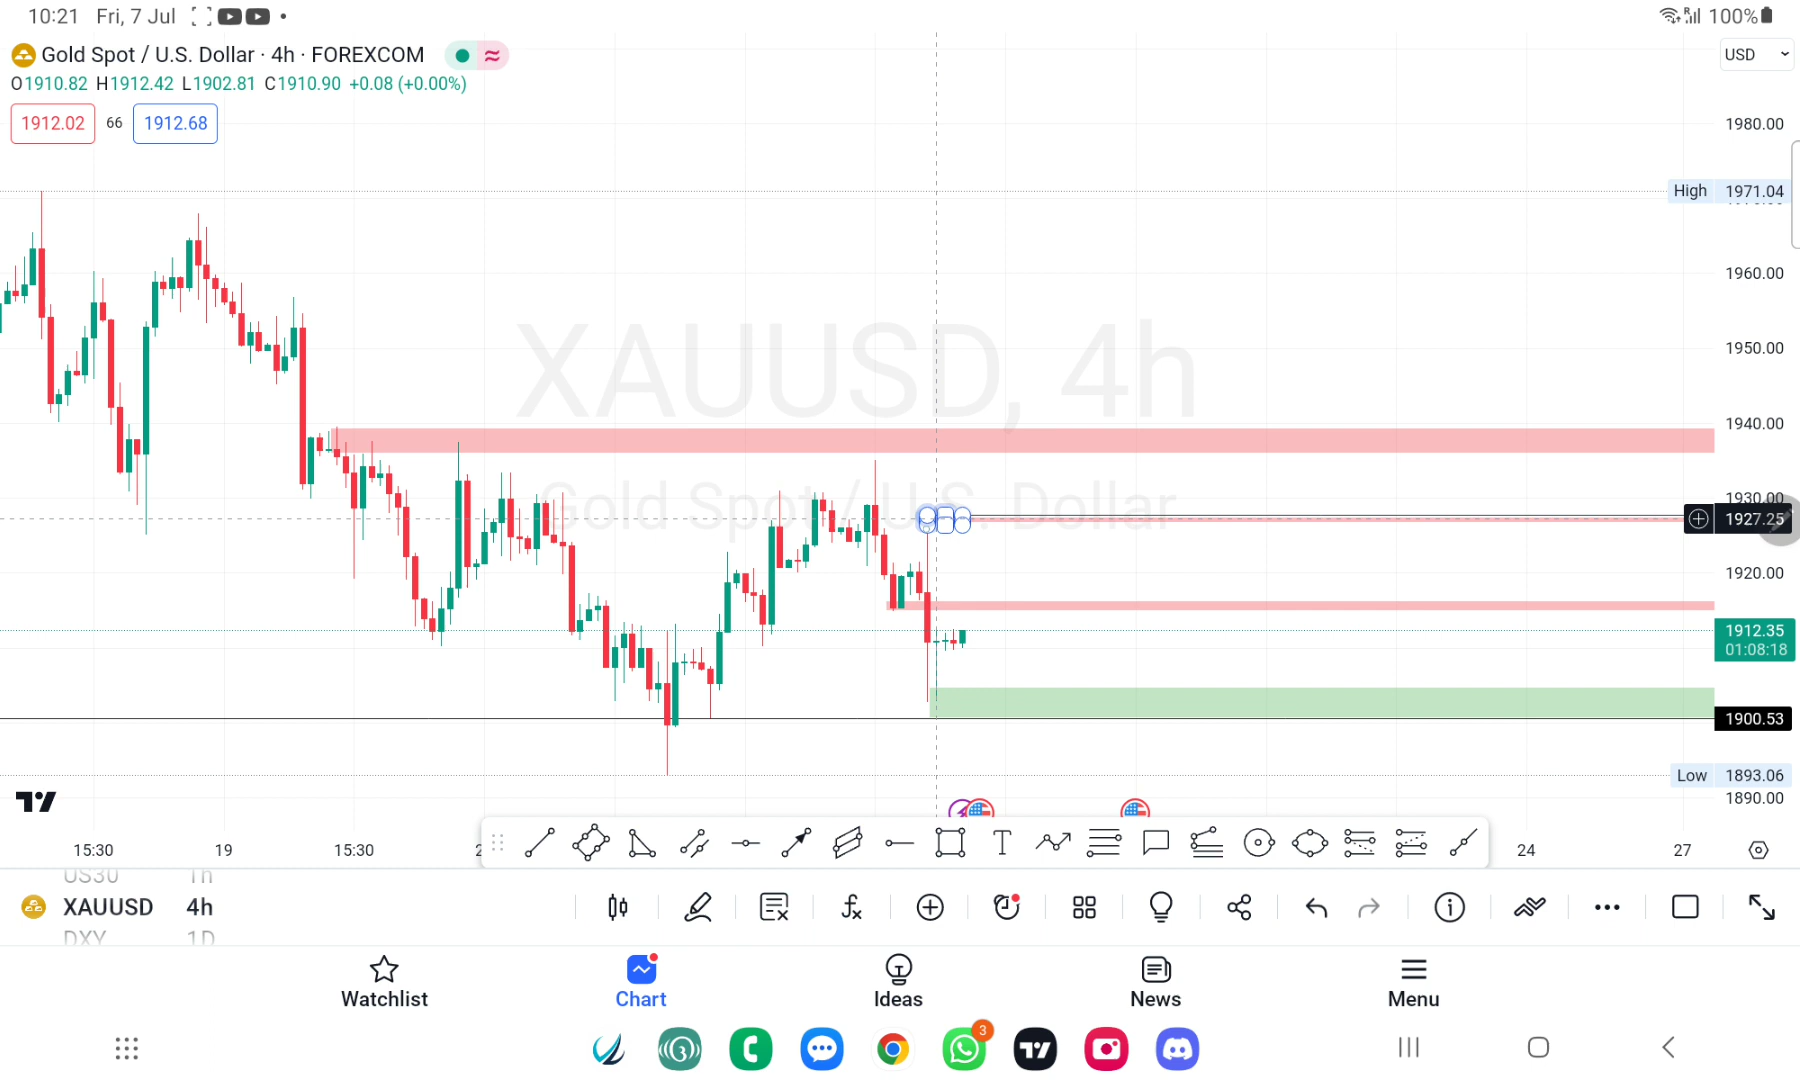 10:21 Fri, 7 Jul 100%
Gold Spot / U.S. Dollar · 4h · FOREXCOM
USD
O1910.82 H1912.42 L1902.81 C1910.90 +0.08 (+0.00%)
1912.02 66 1912.68
1980.00
High 1971.04
1960.00
1950.00
XAUUSD, 4h
1940.00
Gold Spot / U.S. Dollar
1930.00
1927.25
1920.00
1912.35
01:08:18
1900.53
Low 1893.06
1890.00
15:30 19 15:30 24 27
US30 1h
XAUUSD 4h
DXY 1D
Watchlist Chart Ideas News Menu
3